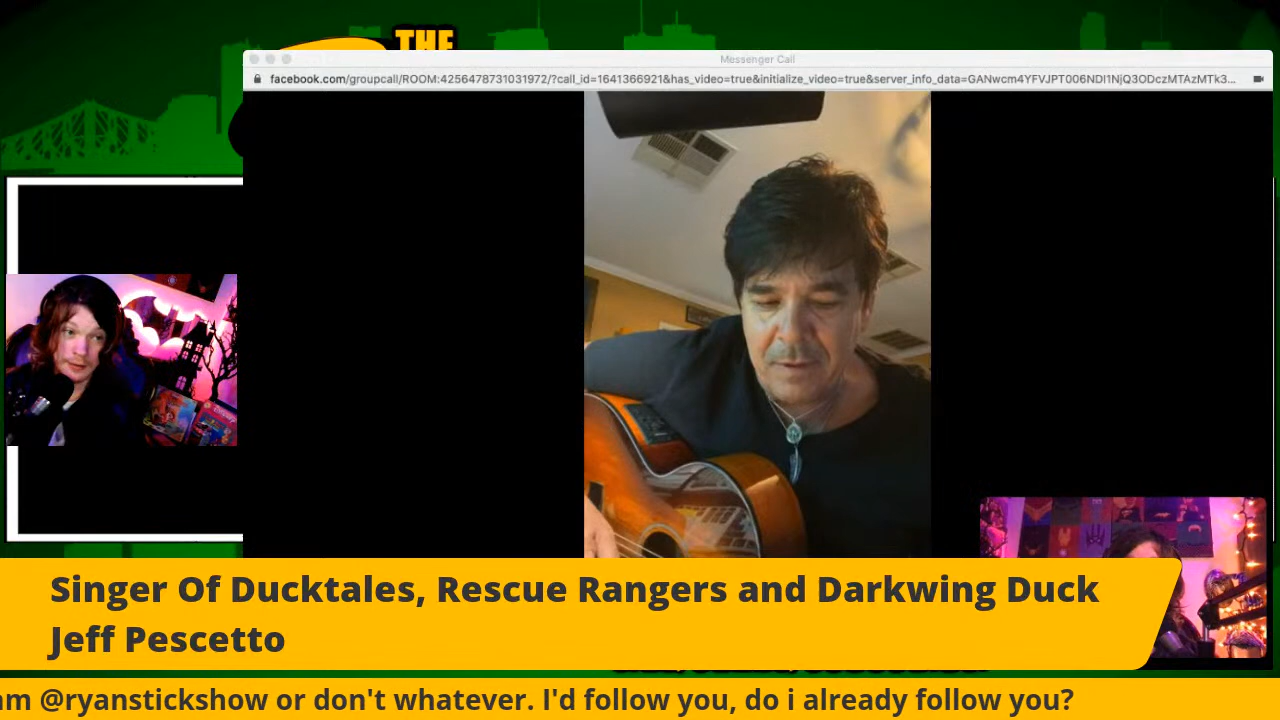 THE
Messenger Call
facebook.com/groupcall/ROOM:4256478731031972/?call_id=1641366921&has_video=true&initialize_video=true&server_info_data=GANwcm4YFVJPT006NDI1NjQ3ODczMTAzMTk3...
Singer Of Ducktales, Rescue Rangers and Darkwing Duck
Jeff Pescetto
am @ryanstickshow or don't whatever. I'd follow you, do i already follow you?